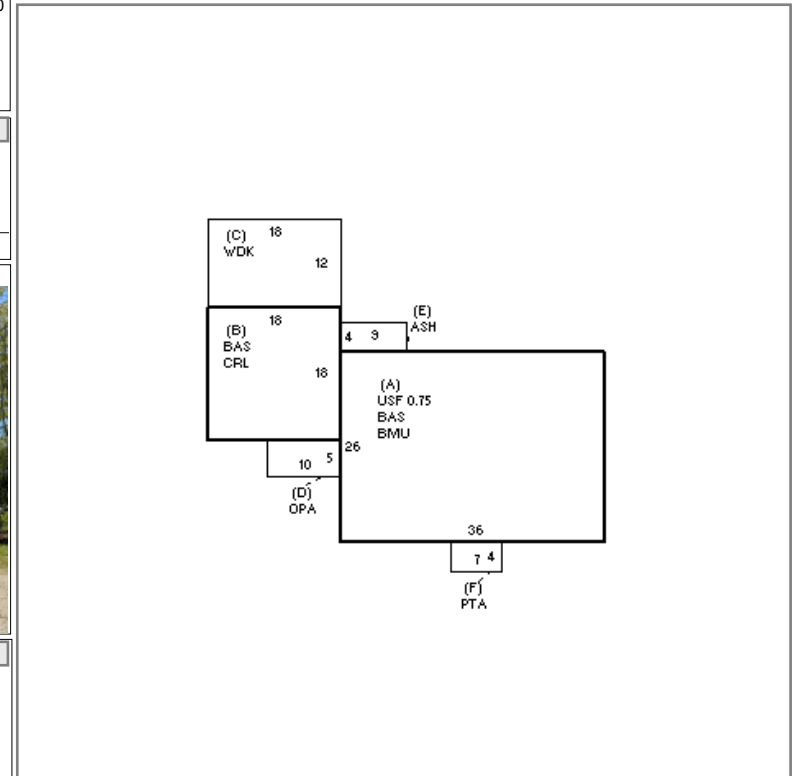 (C) 18
WDK
12
(B) 18
BAS
CRL
18
(E)
ASH
4 9
(A)
USF 0.75
BAS
BMU
26
10 5
(D)
OPA
36
7 4
(F)
PTA